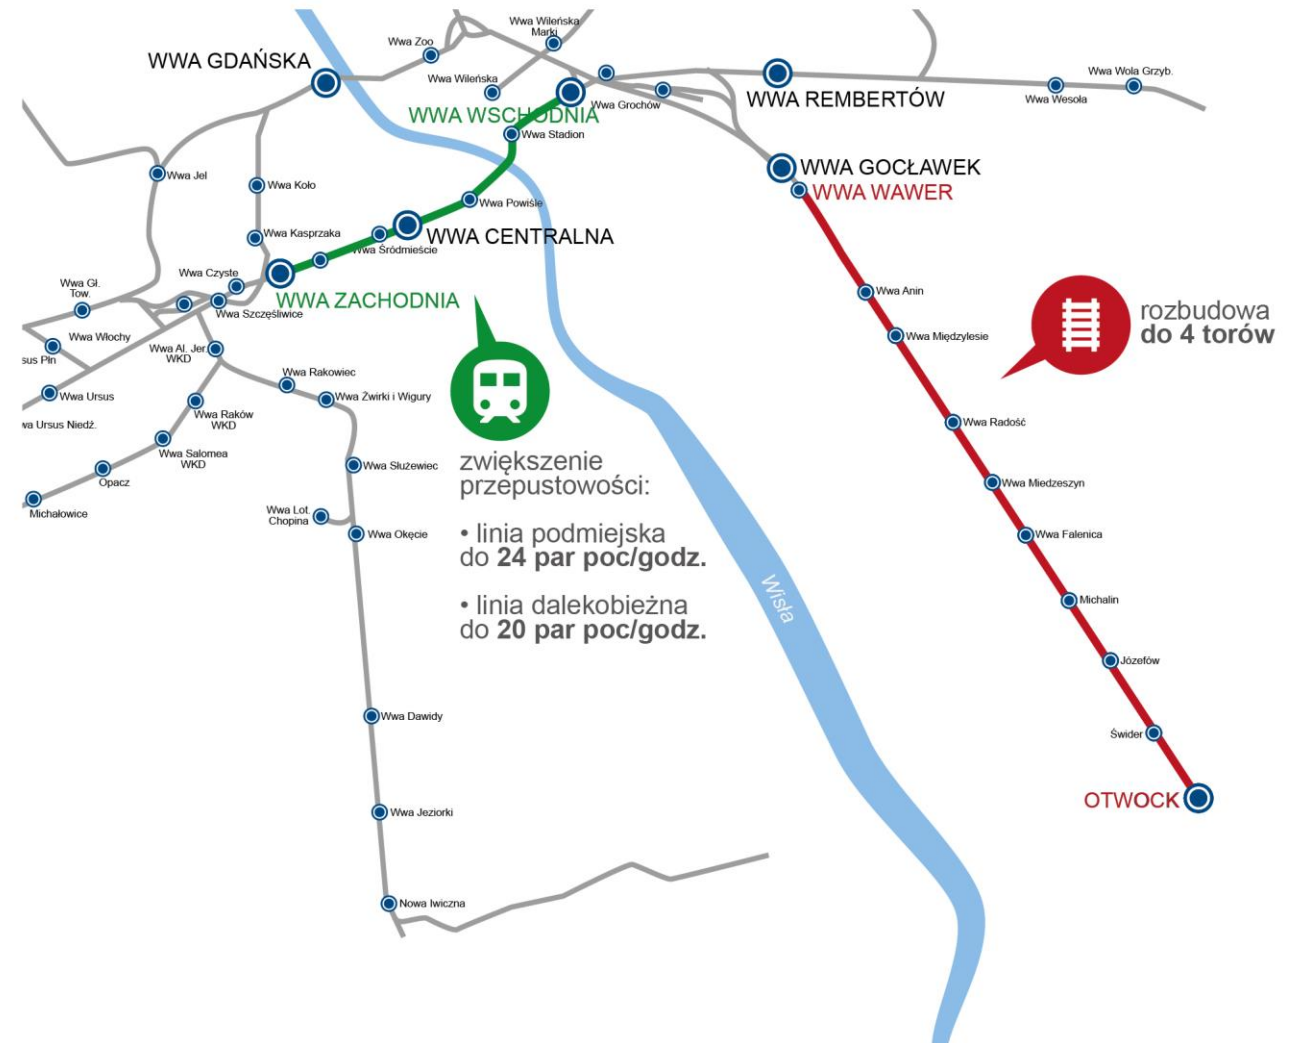 Wwa Wileńska
Marki
Wwa Zoo
WWA GDAŃSKA
Wwa Wileńska
Wwa Wola Grzyb.
WWA REMBERTÓW
Wwa Wesoła
Wwa Grochów
WWA WSCHODNIA
Wwa Stadion
WWA GOCŁAWEK
WWA WAWER
Wwa Jel
Wwa Koło
Wwa Powiśle
Wwa Kasprzaka
WWA CENTRALNA
Wwa Śródmieście
Wwa Czyste
WWA ZACHODNIA
Wwa Gł.
Tow.
Wwa Szczęśliwice
Wwa Anin
rozbudowa
do 4 torów
Wwa Włochy
Wwa Międzylesie
Wwa Al. Jer.
WKD
sus Płn
Wwa Rakowiec
Wwa Ursus
Wwa Żwirki i Wigury
Wwa Raków
WKD
wa Ursus Niedź.
Wwa Radość
Wwa Salomea
WKD
Wwa Służewiec
zwiększenie
przepustowości:
Opacz
Wwa Miedzeszyn
Michałowice
Wwa Lot.
Chopina
Wwa Okęcie
• linia podmiejska
do 24 par poc/godz.
Wwa Falenica
• linia dalekobieżna
do 20 par poc/godz.
Wisła
Michalin
Józefów
Wwa Dawidy
Świder
OTWOCK
Wwa Jeziorki
Nowa Iwiczna